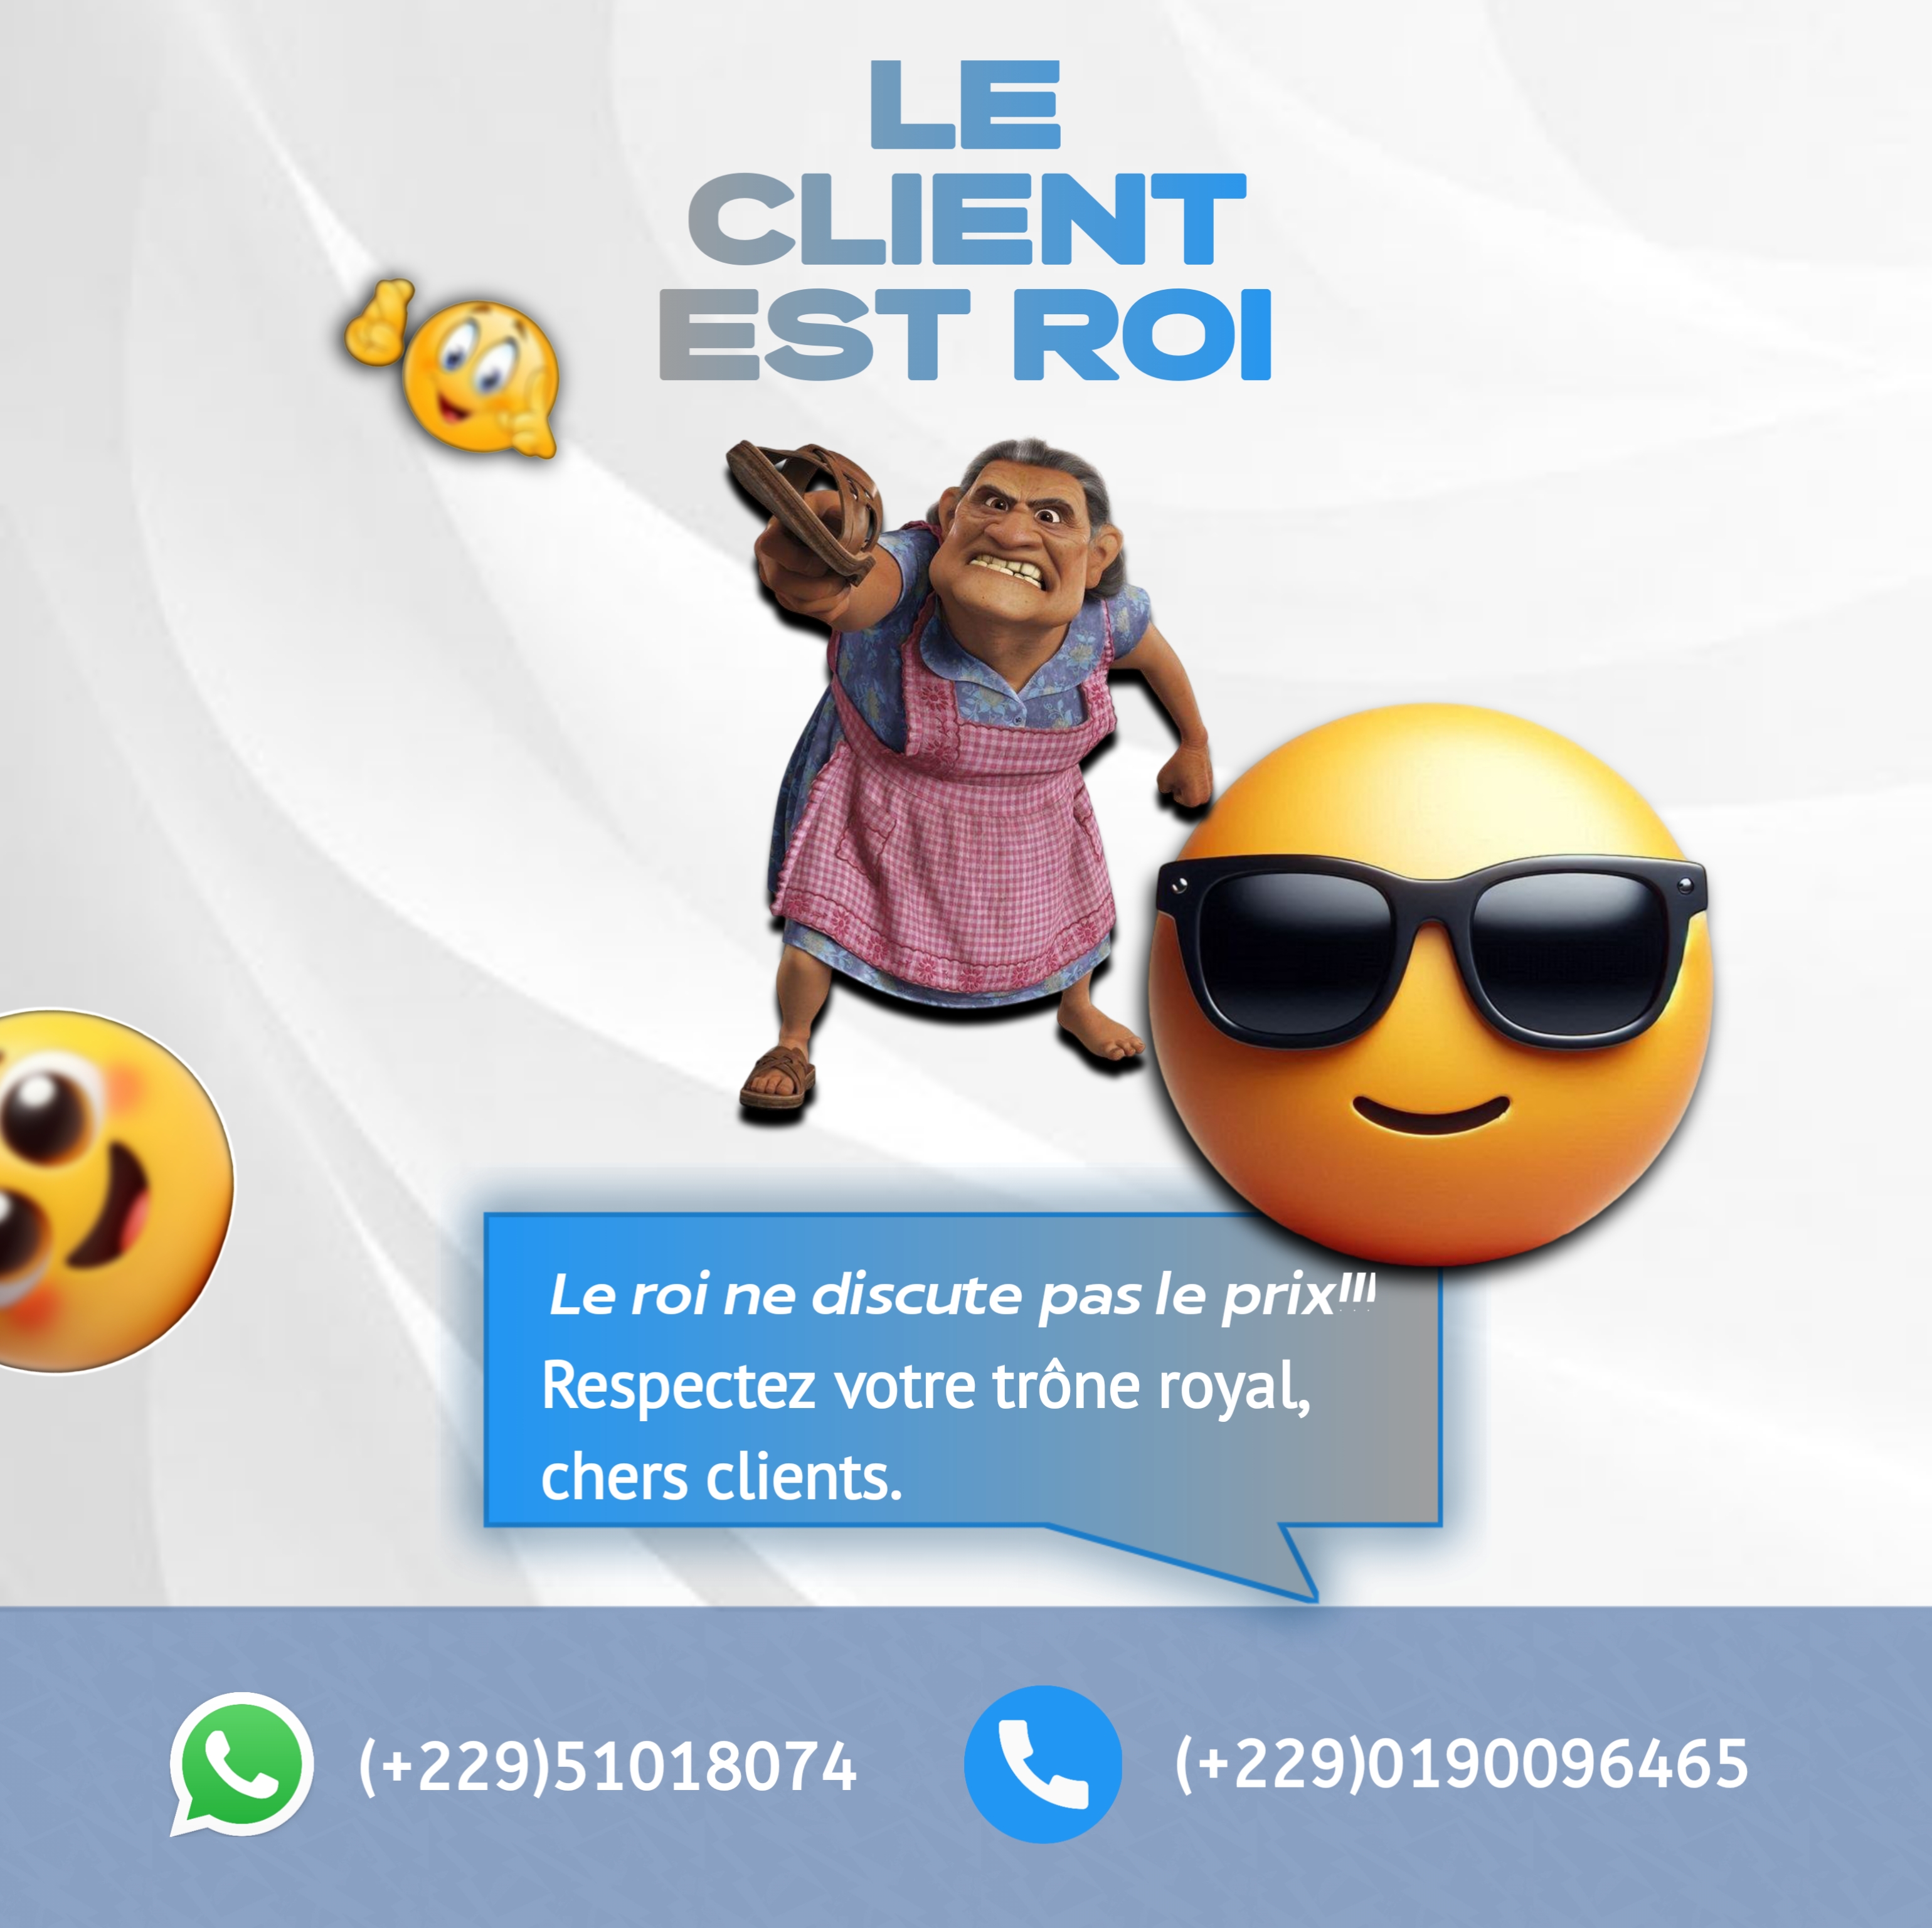 LE
CLIENT
EST ROI
Le roi ne discute pas le prix!!!
Respectez votre trône royal,
chers clients.
(+229)51018074
(+229)0190096465